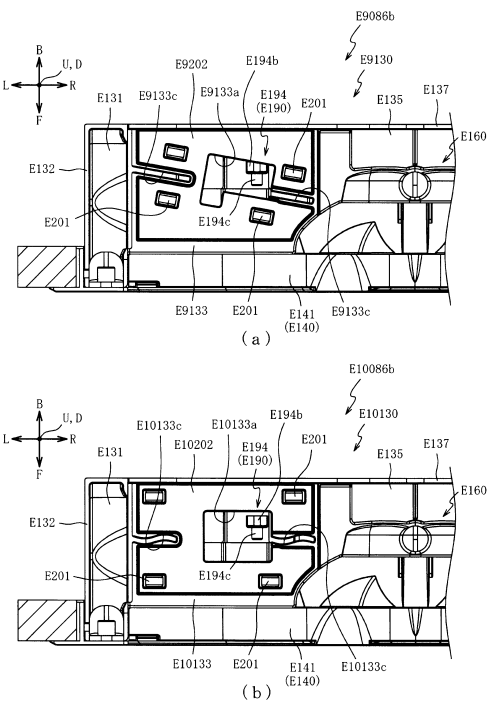 E9086b
E9202
E194b
E9130
B
U,D
E9133c
E9133a
E194
(E190)
E201
E135
E137
L
R
E131
E160
F
E132
E201
E194c
E9133
E201
E141
(E140)
E9133c
(a)
E10086b
E10133a
E194b
E10130
B
U,D
E10133c
E10202
E194
(E190)
E201
E135
E137
L
R
E131
E160
F
E132
E201
E194c
E10133
E201
E141
(E140)
E10133c
(b)